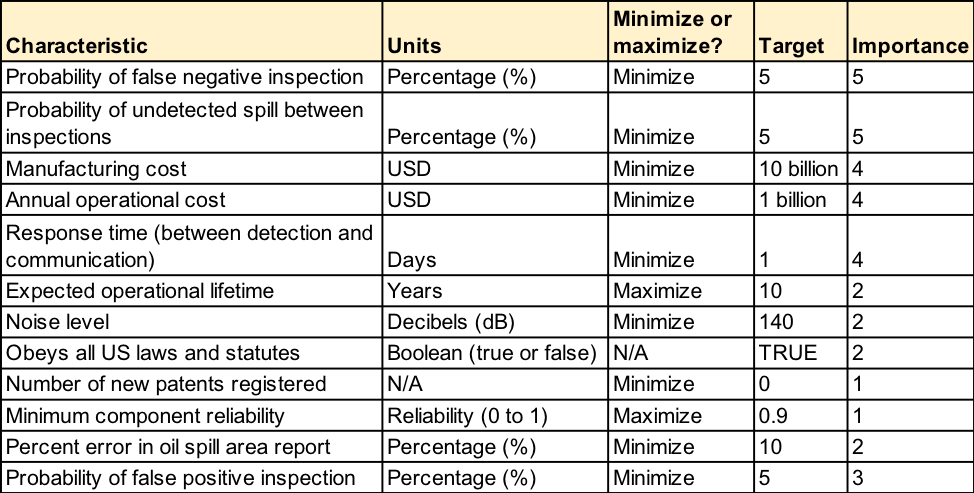 Characteristic Units Minimize or maximize? Target Importance
Probability of false negative inspection Percentage (%) Minimize 5 5
Probability of undetected spill between inspections Percentage (%) Minimize 5 5
Manufacturing cost USD Minimize 10 billion 4
Annual operational cost USD Minimize 1 billion 4
Response time (between detection and communication) Days Minimize 1 4
Expected operational lifetime Years Maximize 10 2
Noise level Decibels (dB) Minimize 140 2
Obeys all US laws and statutes Boolean (true or false) N/A TRUE 2
Number of new patents registered N/A Minimize 0 1
Minimum component reliability Reliability (0 to 1) Maximize 0.9 1
Percent error in oil spill area report Percentage (%) Minimize 10 2
Probability of false positive inspection Percentage (%) Minimize 5 3